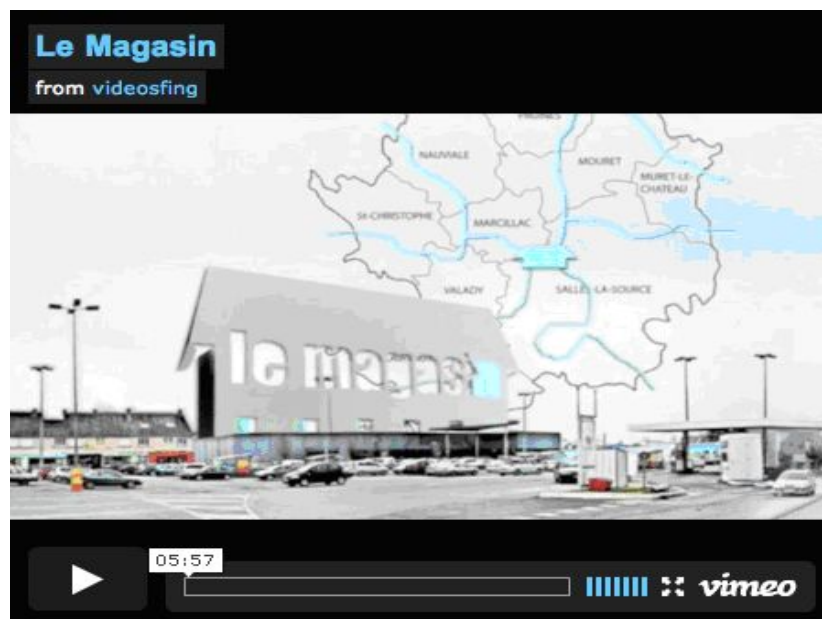 Le Magasin
from videosfing
NAUVIALE
MOURET
MURET-LE-
CHATEAU
ST-CHRISTOPHE
MARCILLAC
VALADY
SALLES-LA-SOURCE
le magasi
05:57
vimeo